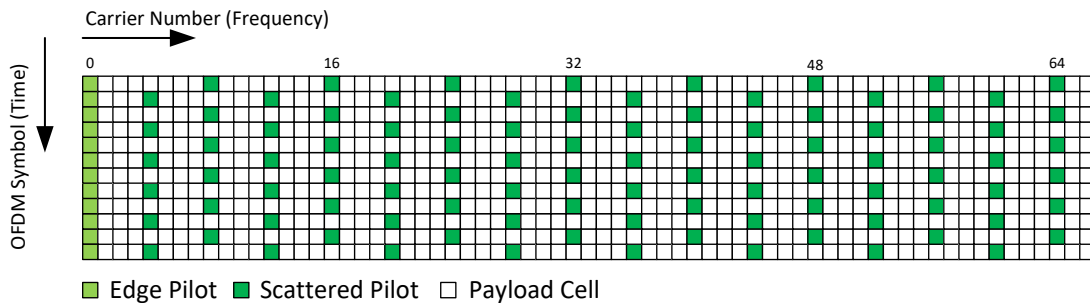 Carrier Number (Frequency)
0 16 32 48 64
OFDM Symbol (Time)
Edge Pilot Scattered Pilot Payload Cell